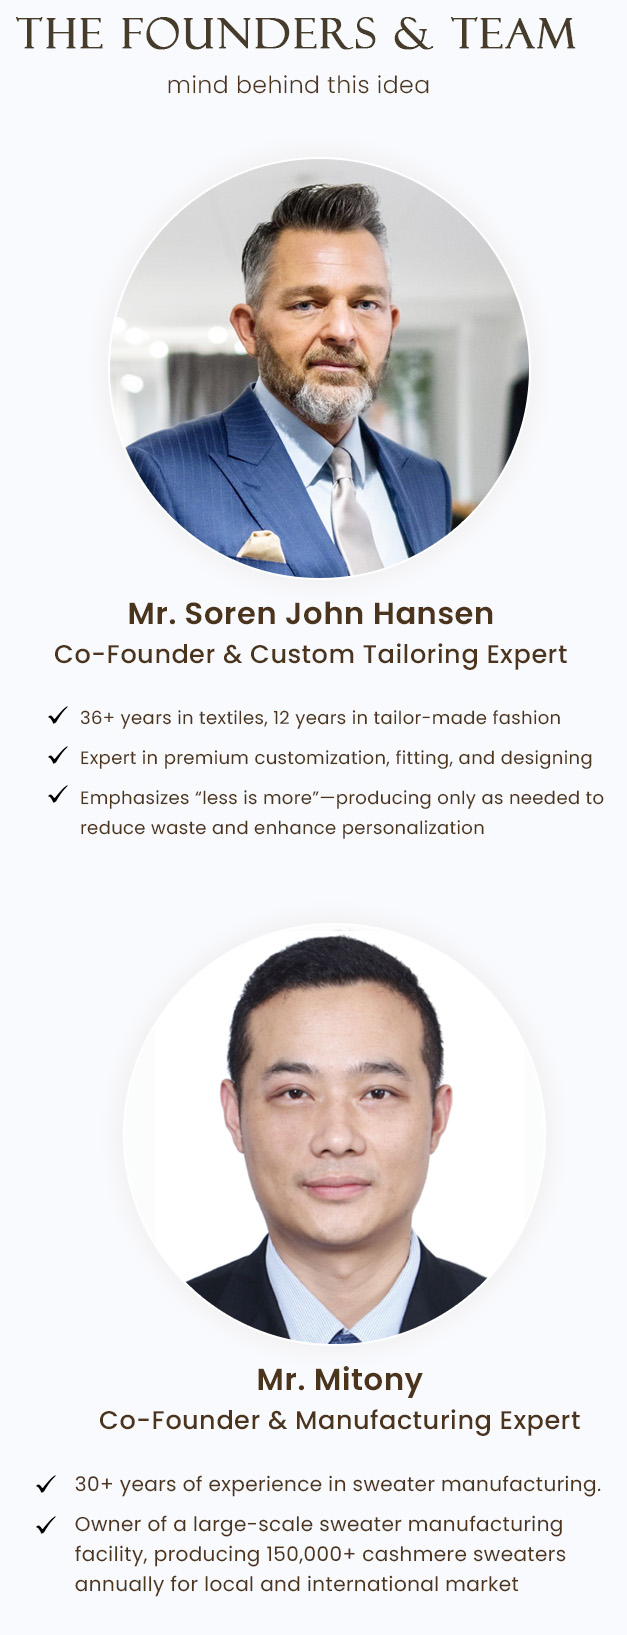 THE FOUNDERS & TEAM
mind behind this idea
Mr. Soren John Hansen
Co-Founder & Custom Tailoring Expert
36+ years in textiles, 12 years in tailor-made fashion
Expert in premium customization, fitting, and designing
Emphasizes “less is more”—producing only as needed to
reduce waste and enhance personalization
Mr. Mitony
Co-Founder & Manufacturing Expert
30+ years of experience in sweater manufacturing.
Owner of a large-scale sweater manufacturing
facility, producing 150,000+ cashmere sweaters
annually for local and international market